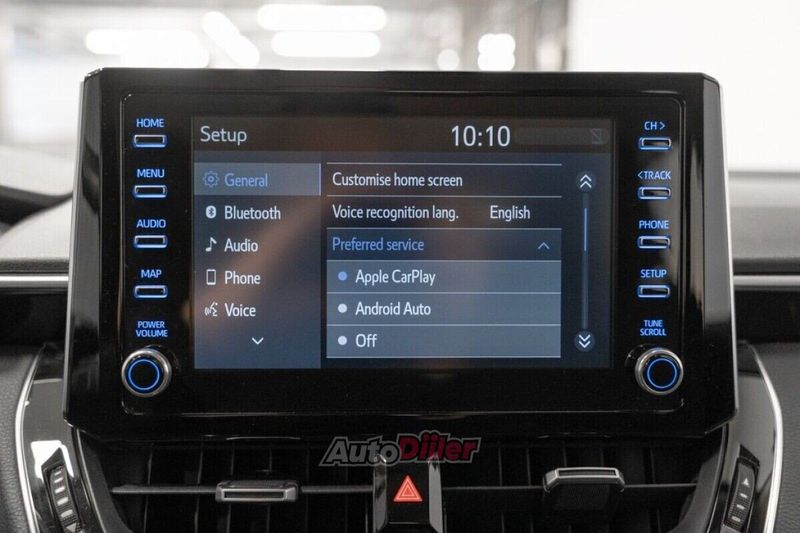 HOME
MENU
AUDIO
MAP
POWER
VOLUME
Setup
10:10
General
Bluetooth
Audio
Phone
Voice
Customise home screen
Voice recognition lang. English
Preferred service
Apple CarPlay
Android Auto
Off
CH >
< TRACK
PHONE
SETUP
TUNE
SCROLL
AutoDiiler